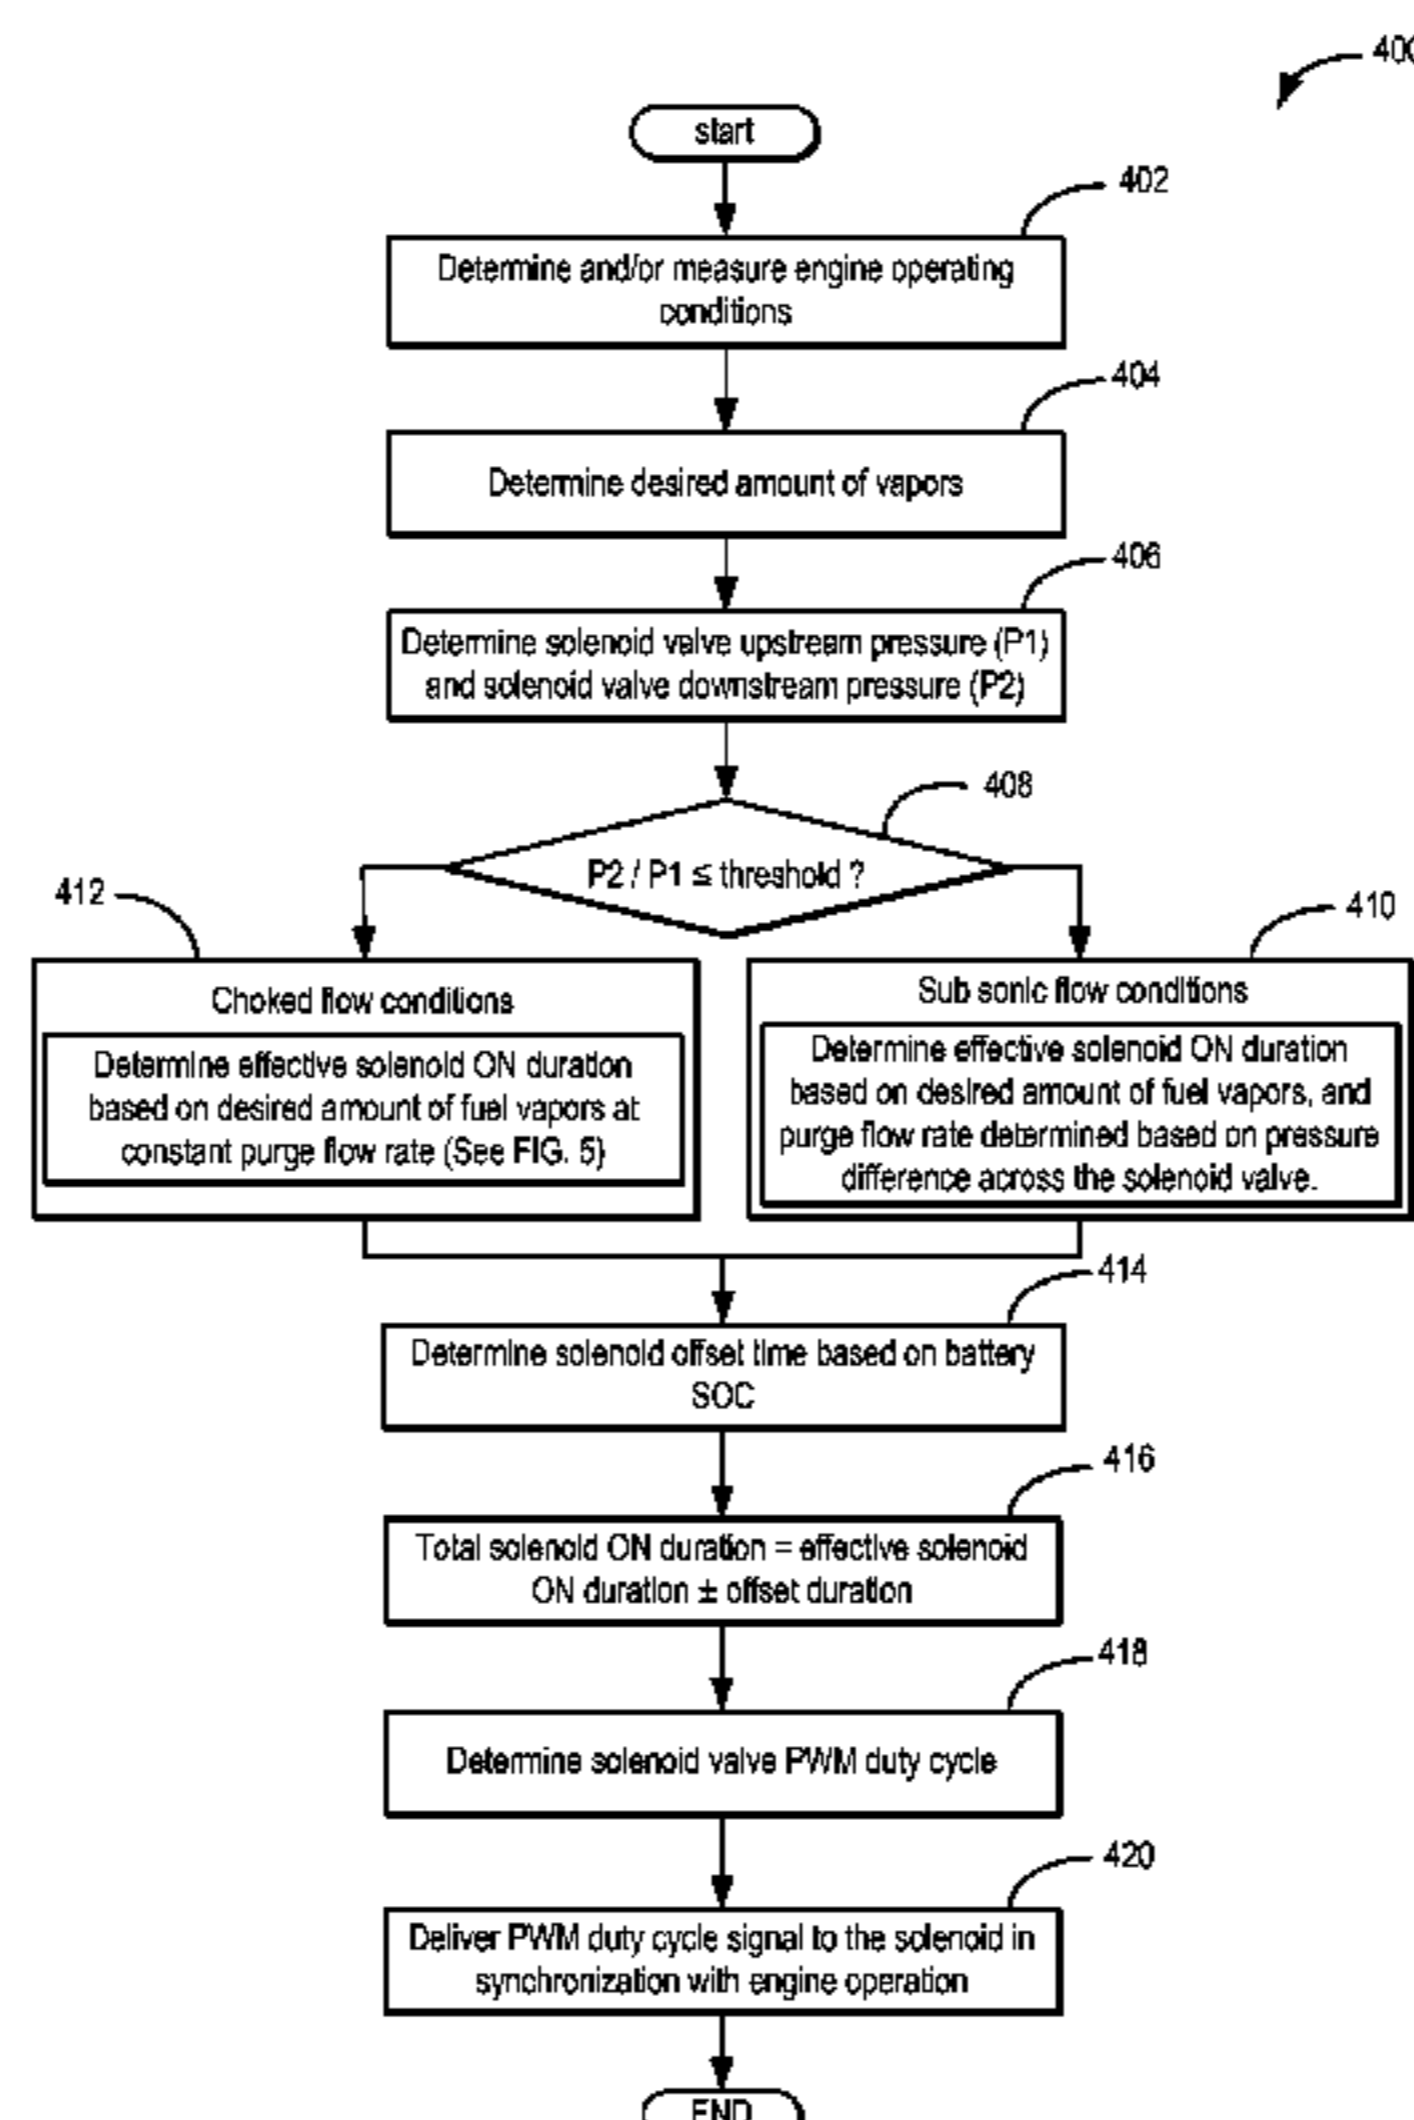 400
start
402
Determine and/or measure engine operating
conditions
404
Determine desired amount of vapors
406
Determine solenoid valve upstream pressure (P1)
and solenoid valve downstream pressure (P2)
408
P2 / P1 ≤ threshold ?
412
410
Choked flow conditions
Determine effective solenoid ON duration
based on desired amount of fuel vapors at
constant purge flow rate (See FIG. 5)
Sub sonic flow conditions
Determine effective solenoid ON duration
based on desired amount of fuel vapors, and
purge flow rate determined based on pressure
difference across the solenoid valve.
414
Determine solenoid offset time based on battery
SOC
416
Total solenoid ON duration = effective solenoid
ON duration ± offset duration
418
Determine solenoid valve PWM duty cycle
420
Deliver PWM duty cycle signal to the solenoid in
synchronization with engine operation
END